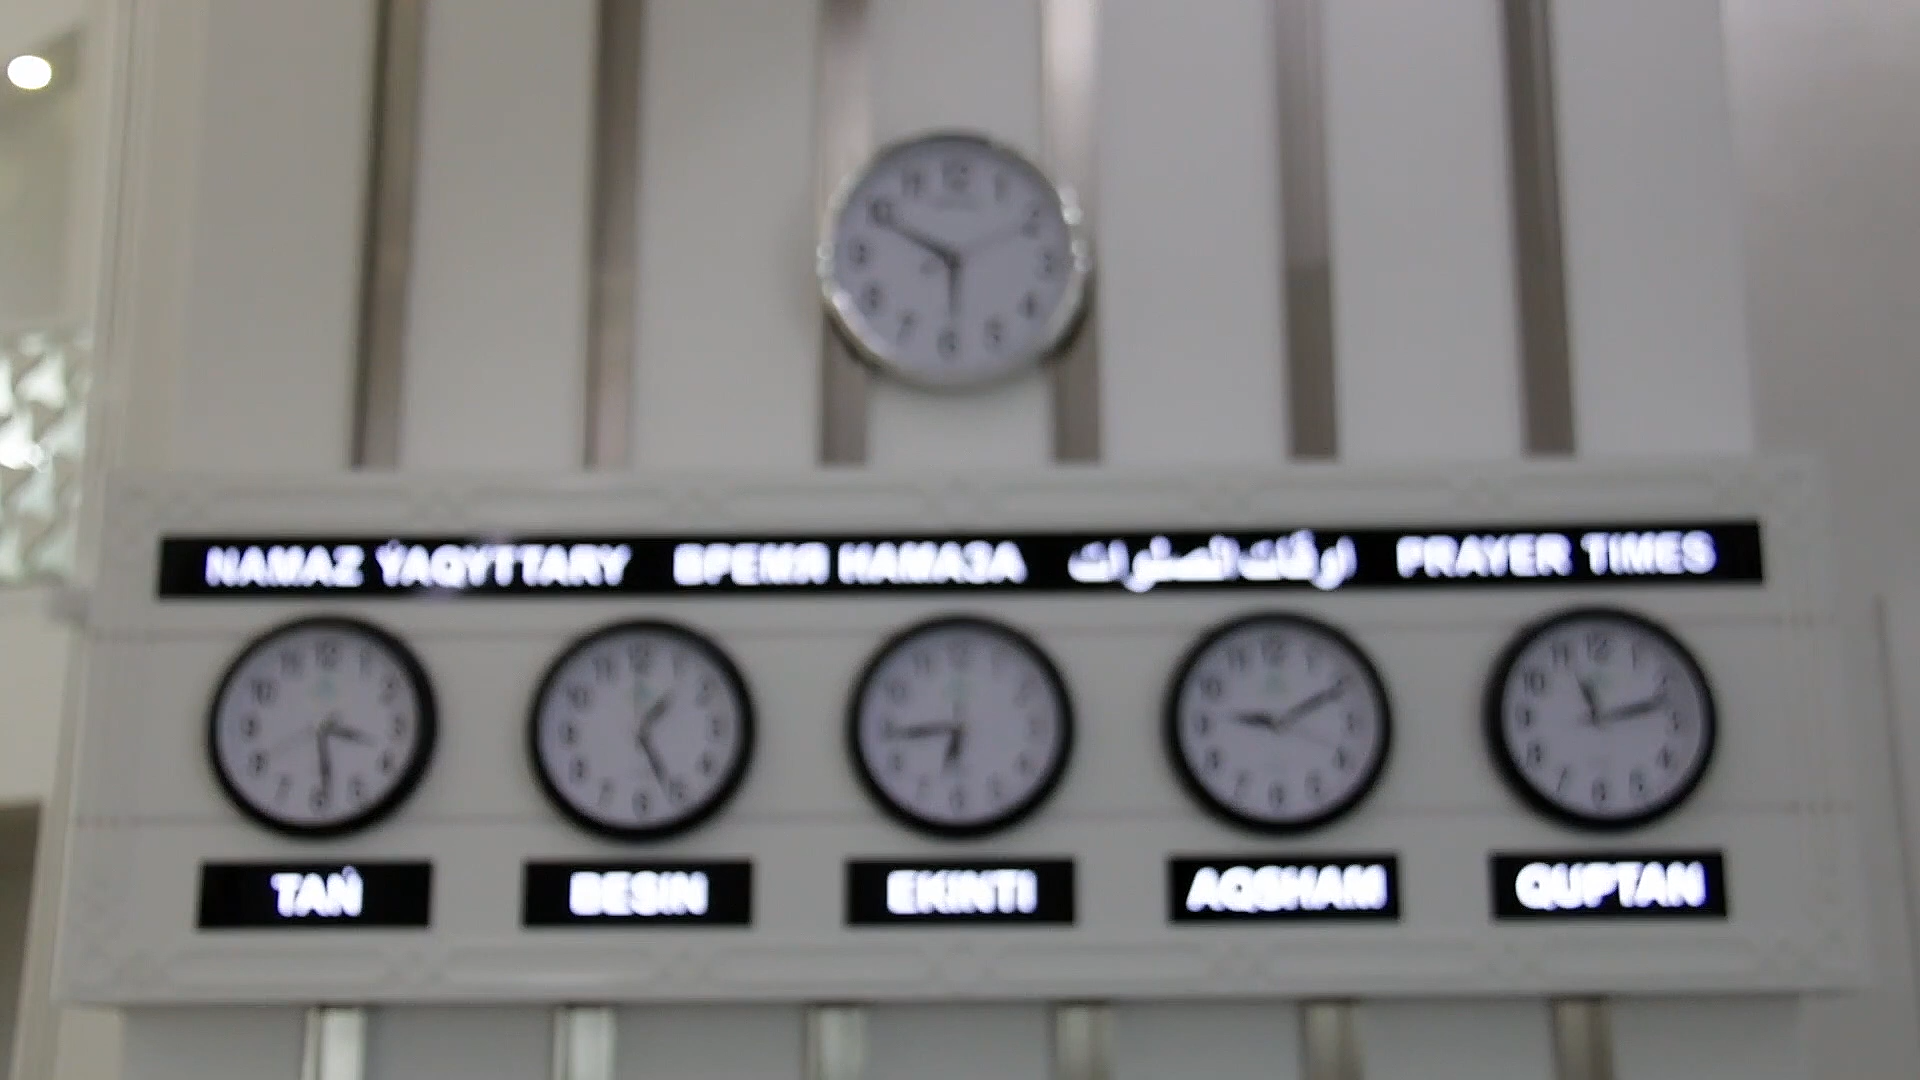 NAMAZ ÝAQYTTARY ВРЕМЯ НАМАЗА اوقات الصلوات PRAYER TIMES
TAŃ BESIN EKINTI AQSHAM QUPTAN